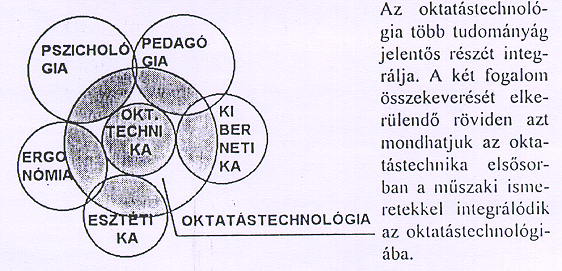 PSZICHOLÓ
GIA
PEDAGÓ
GIA
OKT.
TECHNI
KA
KI
BER
NETI
KA
ERGO
NÓMIA
ESZTÉTI
KA
OKTATÁSTECHNOLÓGIA
Az oktatástechnoló-
gia több tudományág
jelentős részét integ-
rálja. A két fogalom
összekeverését elke-
rülendő röviden azt
mondhatjuk az okta-
tástechnika elsősor-
ban a műszaki isme-
retekkel integrálódik
az oktatástechnológi-
ába.